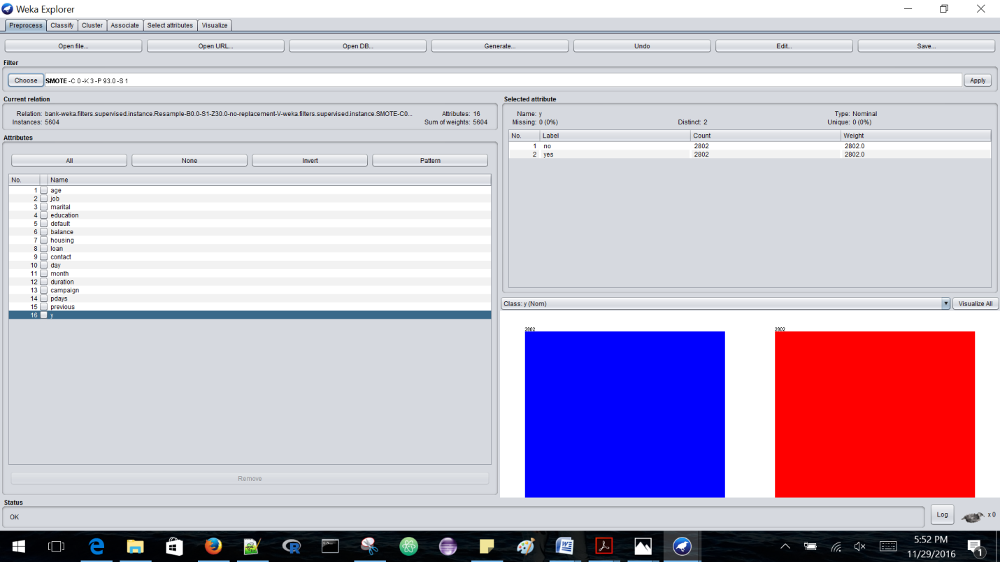 Weka Explorer
Preprocess Classify Cluster Associate Select attributes Visualize
Open file... Open URL... Open DB... Generate... Undo Edit... Save...
Filter
Choose SMOTE -C 0 -K 3 -P 93.0 -S 1 Apply
Current relation
Relation: bank-weka.filters.supervised.instance.Resample-B0.0-S1-Z30.0-no-replacement-V-weka.filters.supervised.instance.SMOTE-C0... Attributes: 16
Instances: 5604 Sum of weights: 5604
Attributes
All None Invert Pattern
No. Name
1 age
2 job
3 marital
4 education
5 default
6 balance
7 housing
8 loan
9 contact
10 day
11 month
12 duration
13 campaign
14 pdays
15 previous
16 y
Remove
Selected attribute
Name: y Type: Nominal
Missing: 0 (0%) Distinct: 2 Unique: 0 (0%)
No. Label Count Weight
1 no 2802 2802.0
2 yes 2802 2802.0
Class: y (Nom) Visualize All
2802 2802
Status
OK Log x 0
5:52 PM
11/29/2016
1